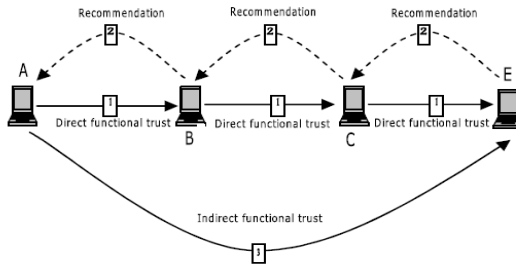 Recommendation
Recommendation
Recommendation
2
2
2
A
E
1
1
1
Direct functional trust
Direct functional trust
Direct functional trust
B
C
Indirect functional trust
3